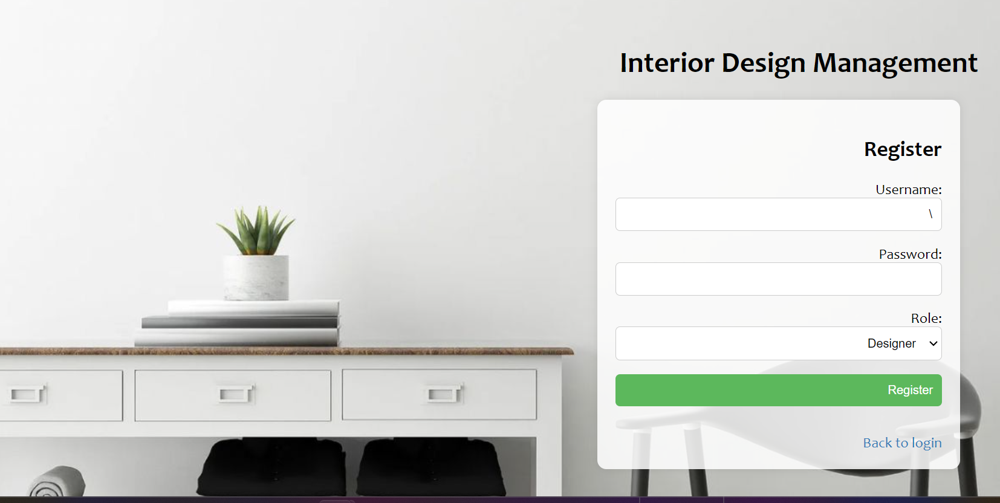 Interior Design Management
Register
Username:
\
Password:
Role:
Designer
Register
Back to login